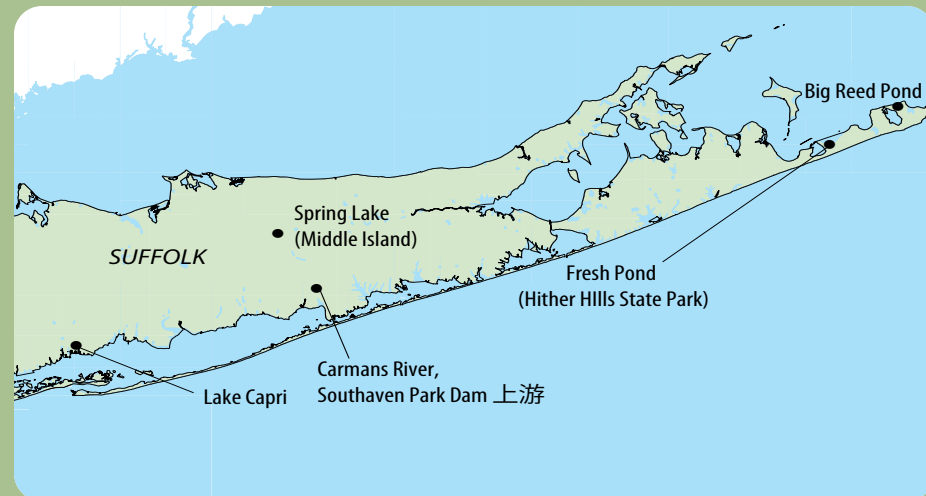 Big Reed Pond
Spring Lake
(Middle Island)
SUFFOLK
Fresh Pond
(Hither HIlls State Park)
Carmans River,
Southaven Park Dam 上游
Lake Capri